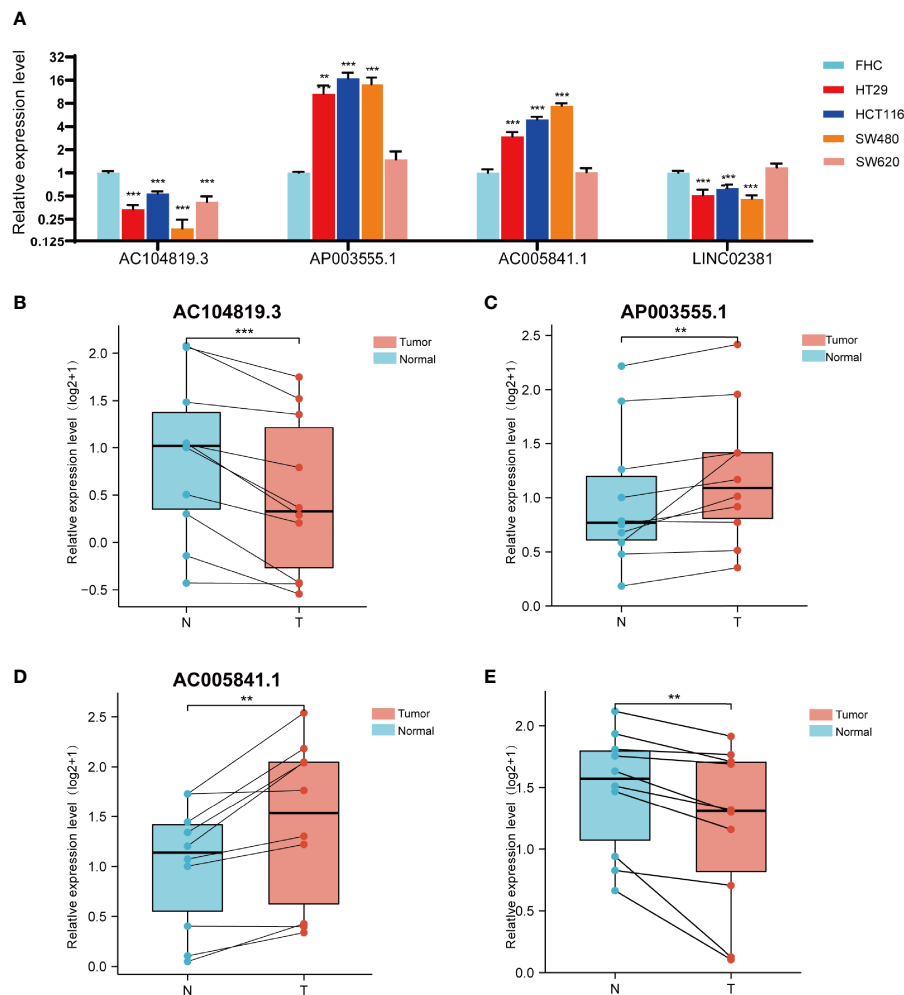 A
Relative expression level
32
16
8
4
2
1
0.5
0.25
0.125
*** *** *** ***
** *** *** ***
*** *** ***
*** *** ***
AC104819.3 AP003555.1 AC005841.1 LINC02381
FHC
HT29
HCT116
SW480
SW620
B
AC104819.3
***
Relative expression level (log2+1)
2.0
1.5
1.0
0.5
0.0
−0.5
N T
Tumor
Normal
C
AP003555.1
**
Relative expression level (log2+1)
2.5
2.0
1.5
1.0
0.5
0.0
N T
Tumor
Normal
D
AC005841.1
**
Relative expression level (log2+1)
2.5
2.0
1.5
1.0
0.5
0.0
N T
Tumor
Normal
E
**
Relative expression level (log2+1)
2.0
1.5
1.0
0.5
0.0
N T
Tumor
Normal